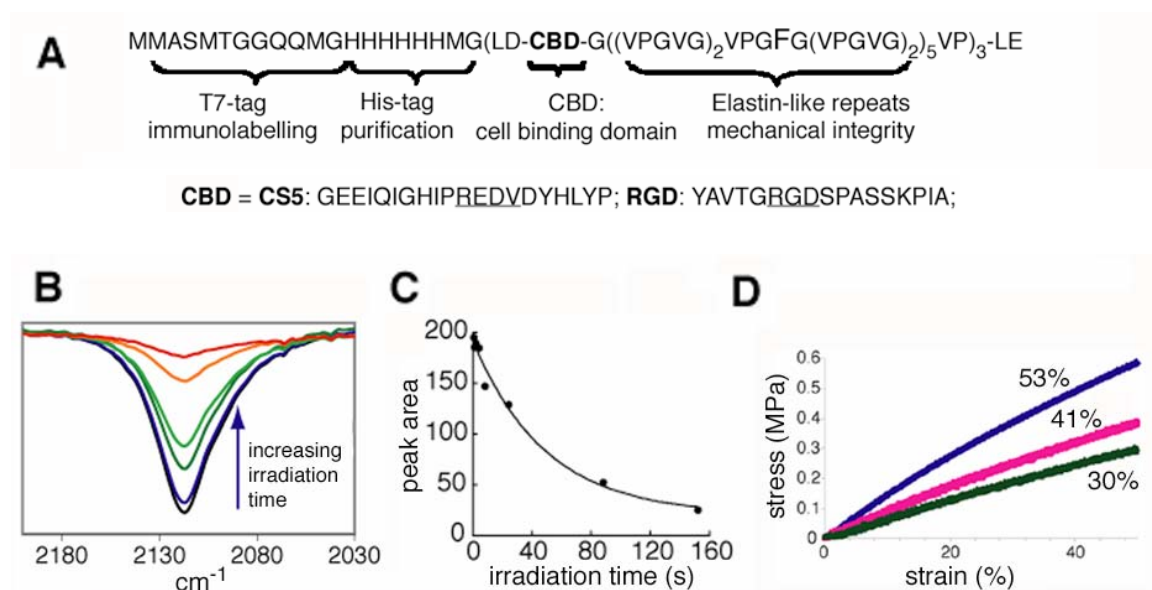 A
MMASMTGGQQMGHHHHHHMG(LD-CBD-G((VPGVG)2VPGFG(VPGVG)2)5VP)3-LE
T7-tag His-tag CBD: Elastin-like repeats
immunolabelling purification cell binding domain mechanical integrity
CBD = CS5: GEEIQIGHIPREDVDYHLYP; RGD: YAVTGRGDSPASSKPIA;
B
increasing
irradiation
time
2180 2130 2080 2030
cm-1
C
peak area
200
150
100
50
0
0 40 80 120 160
irradiation time (s)
D
stress (MPa)
0.6
0.5
0.4
0.3
0.2
0.1
0
53%
41%
30%
0 20 40
strain (%)